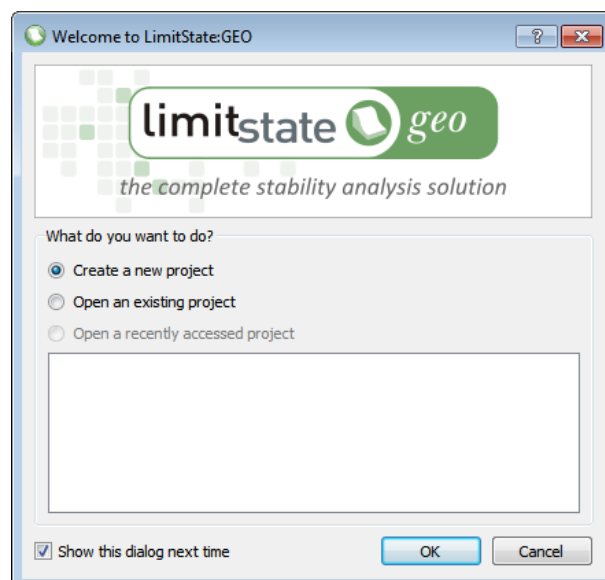 Welcome to LimitState:GEO
limitstate geo
the complete stability analysis solution
What do you want to do?
Create a new project
Open an existing project
Open a recently accessed project
Show this dialog next time
OK Cancel